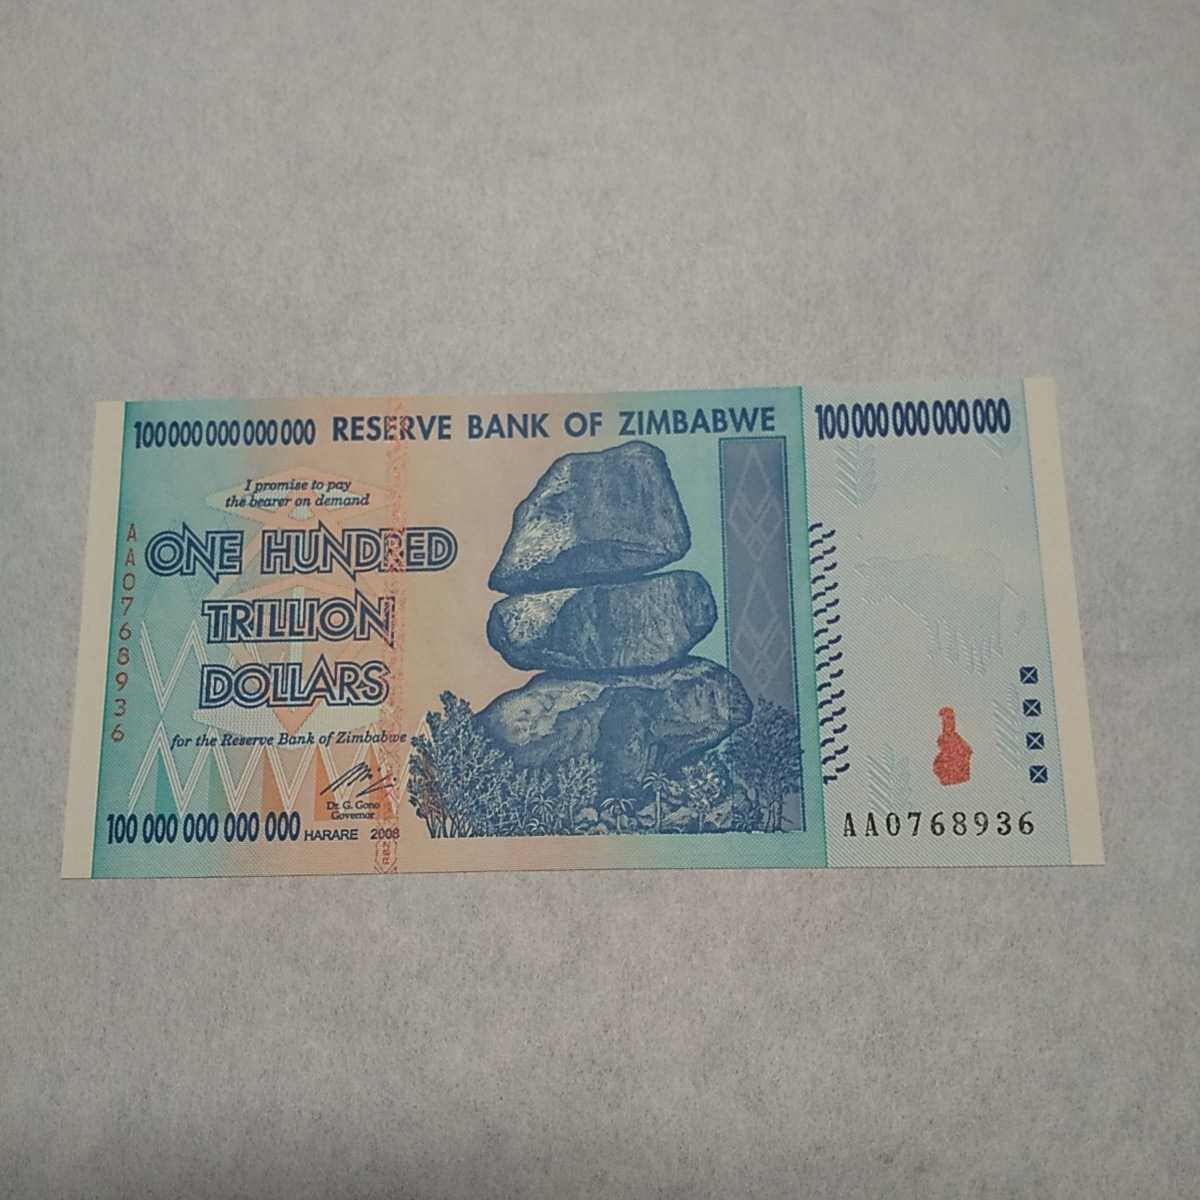 100 000 000 000 000 RESERVE BANK OF ZIMBABWE 100 000 000 000 000
I promise to pay
the bearer on demand
ONE HUNDRED
TRILLION
DOLLARS
for the Reserve Bank of Zimbabwe
Dr. G. Gono
Governor
100 000 000 000 000 HARARE 2008
RBZ
AA0768936
AA0768936